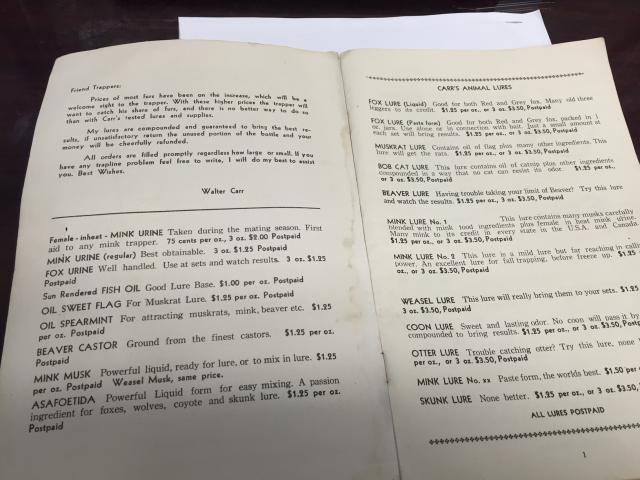 Friend Trappers:
Prices of most furs have been on the increase, which will be a
welcome sight to the trapper. With these higher prices the trapper will
want to catch his share of furs, and there is no better way to do so
than with Carr's tested lures and supplies.
My lures are compounded and guaranteed to bring the best re-
sults, if unsatisfactory return the unused portion of the bottle and your
money will be cheerfully refunded.
All orders are filled promptly regardless how large or small. If you
have any trapline problem feel free to write, I will do my best to assist
you. Best Wishes.
Walter Carr
Female - inheat - MINK URINE Taken during the mating season. First
aid to any mink trapper. 75 cents per oz., 3 oz. $2.00 Postpaid
MINK URINE (regular) Best obtainable. 3 oz. $1.25 Postpaid
FOX URINE Well handled. Use at sets and watch results. 3 oz. $1.25
Postpaid
Sun Rendered FISH OIL Good Lure Base. $1.00 per oz. Postpaid
OIL SWEET FLAG For Muskrat Lure. $1.25 per oz. Postpaid
OIL SPEARMINT For attracting muskrats, mink, beaver etc. $1.25
per oz. Postpaid
BEAVER CASTOR Ground from the finest castors. $1.25 per oz.
Postpaid
MINK MUSK Powerful liquid, ready for lure, or to mix in lure. $1.25
per oz. Postpaid Weasel Musk, same price.
ASAFOETIDA Powerful Liquid form for easy mixing. A passion
ingredient for foxes, wolves, coyote and skunk lure. $1.25 per oz.
Postpaid
CARR'S ANIMAL LURES
FOX LURE (Liquid) Good for both Red and Grey fox. Many old three
leggers to its credit. $1.25 per oz., or 3 oz. $3.50, Postpaid
FOX LURE (Paste form) Good for both Red and Grey fox, packed in 1
oz. jars. Use alone or in connection with bait. Just a small amount at
each set will bring results. $1.25 per oz., or 3 oz. $3.50, Postpaid
MUSKRAT LURE Contains oil of flag plus many other ingredients. This
lure will get the rats. $1.25 per oz., or 3 oz. $3.50, Postpaid
BOB CAT LURE This lure contains oil of catnip plus other ingredients
compounded in a way that no cat can resist its odor. $1.25 per oz.,
or 3 oz. $3.50, Postpaid
BEAVER LURE Having trouble taking your limit of Beaver? Try this lure
and watch the results. $1.25 per oz., or 3 oz. $3.50, Postpaid
MINK LURE No. 1 This lure contains many musks carefully
blended with mink food ingredients plus female in heat mink urine.
Many mink to its credit in every state in the U.S.A. and Canada.
$1.25 per oz., or 3 oz. $3.50, Postpaid
MINK LURE No. 2 This lure is a mild lure but far reaching in calling
power. An excellent lure for fall trapping, before freeze up. $1.25
oz., or 3 oz. $3.50, Postpaid
WEASEL LURE This lure will really bring them to your sets. $1.25
3 oz. $3.50, Postpaid
COON LURE Sweet and lasting odor. No coon will pass it by
compounded to bring results. $1.25 per oz., or 3 oz. $3.50, Postpaid
OTTER LURE Trouble catching otter? Try this lure, none
per oz., or 3 oz. $3.50, Postpaid
MINK LURE No. xx Paste form, the worlds best. $1.50 per
SKUNK LURE None better. $1.25 per oz., or 3 oz. $3.50, Postpaid
ALL LURES POSTPAID
1